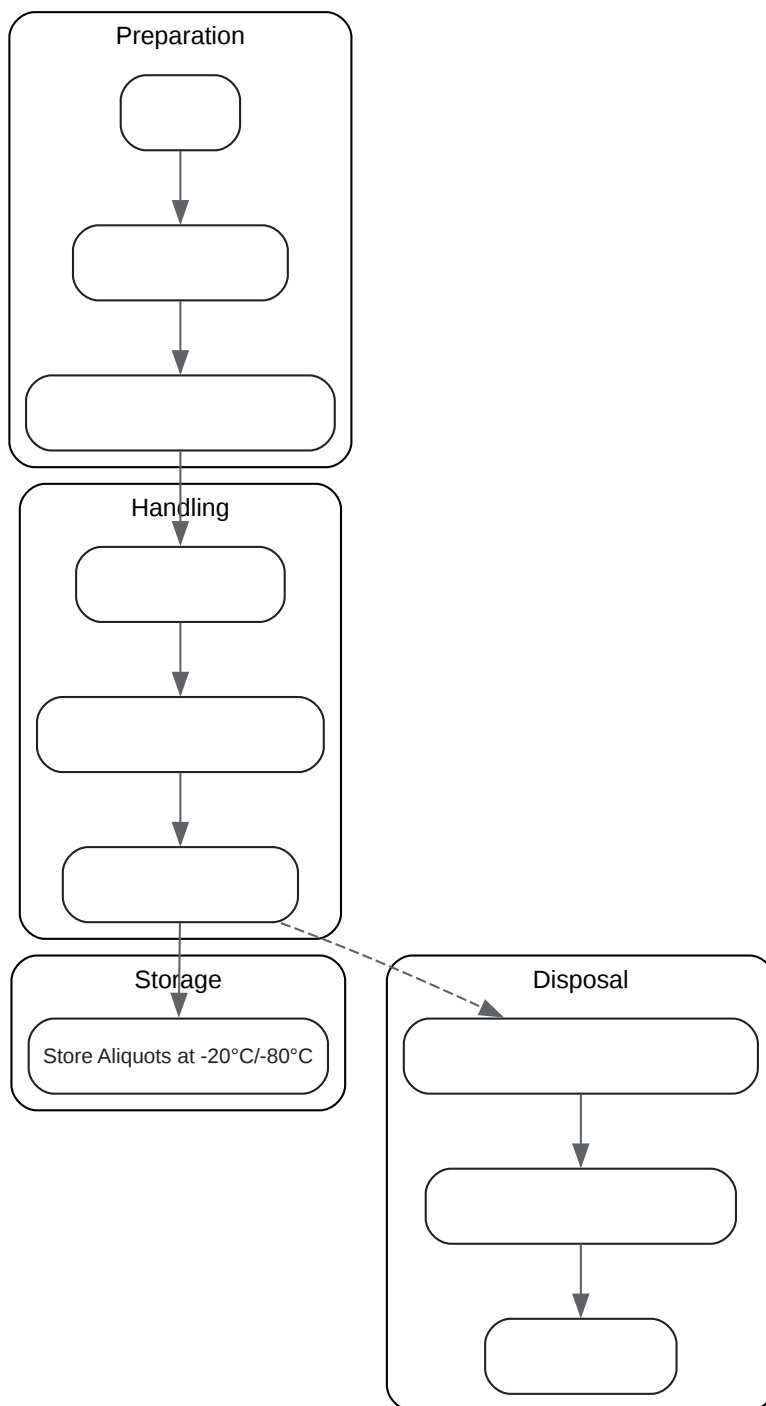 Preparation
Handling
Storage
Disposal
Store Aliquots at -20°C/-80°C